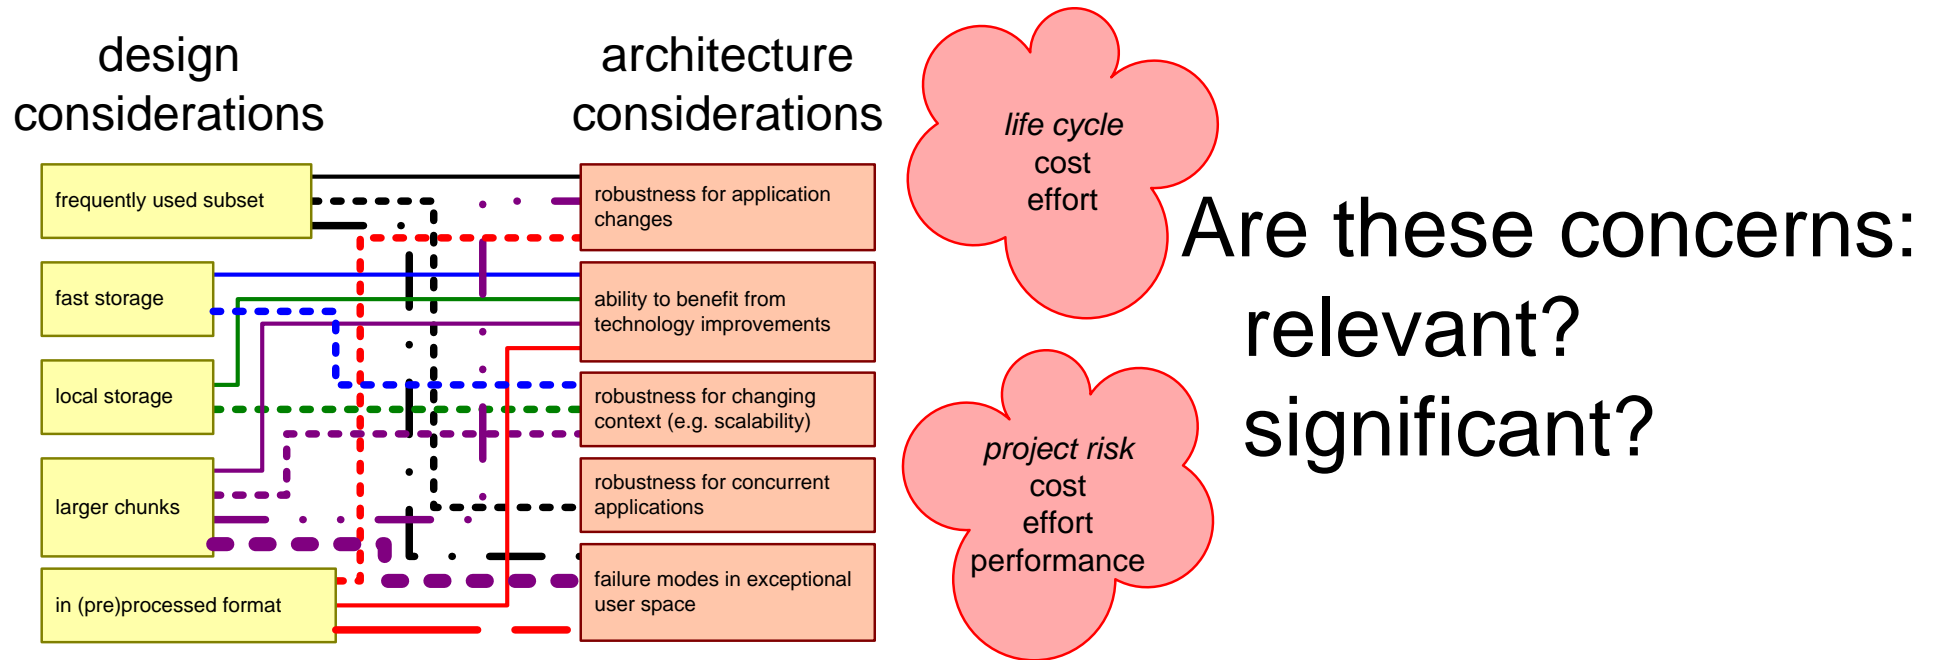 design
considerations
frequently used subset
fast storage
local storage
larger chunks
in (pre)processed format
architecture
considerations
robustness for application
changes
ability to benefit from
technology improvements
robustness for changing
context (e.g. scalability)
robustness for concurrent
applications
failure modes in exceptional
user space
life cycle
cost
effort
project risk
cost
effort
performance
Are these concerns:
relevant?
significant?